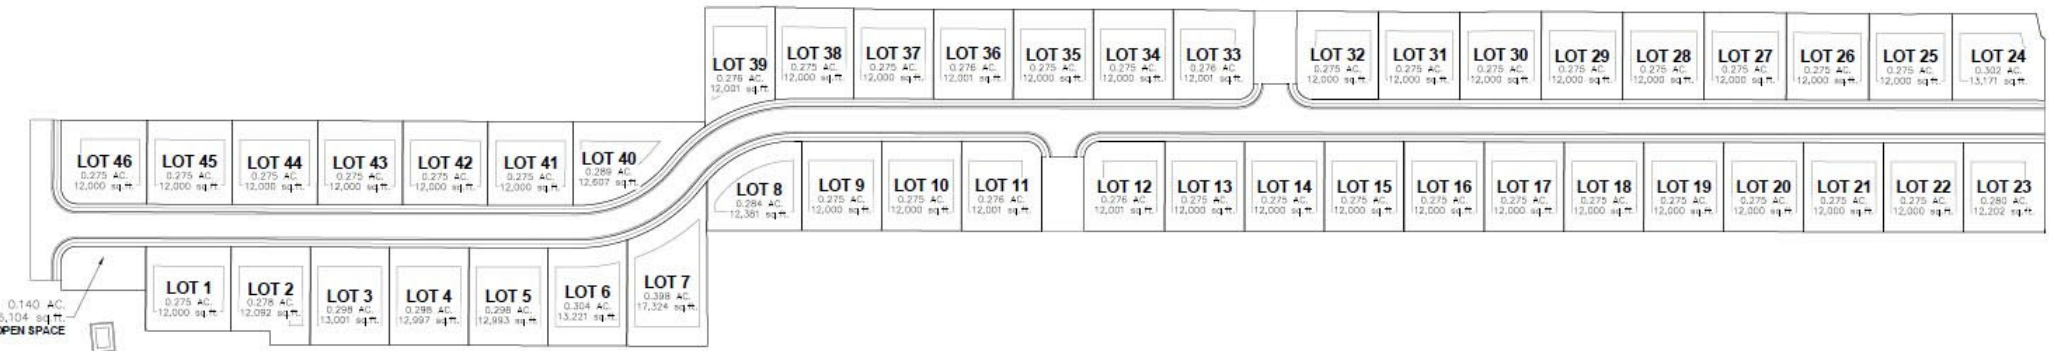 LOT 39
0.276 AC.
12,001 sq.ft.
LOT 38
0.275 AC.
12,000 sq.ft.
LOT 37
0.275 AC.
12,000 sq.ft.
LOT 36
0.276 AC.
12,001 sq.ft.
LOT 35
0.275 AC.
12,000 sq.ft.
LOT 34
0.275 AC.
12,000 sq.ft.
LOT 33
0.276 AC.
12,001 sq.ft.
LOT 32
0.275 AC.
12,000 sq.ft.
LOT 31
0.275 AC.
12,000 sq.ft.
LOT 30
0.275 AC.
12,000 sq.ft.
LOT 29
0.275 AC.
12,000 sq.ft.
LOT 28
0.275 AC.
12,000 sq.ft.
LOT 27
0.275 AC.
12,000 sq.ft.
LOT 26
0.275 AC.
12,000 sq.ft.
LOT 25
0.275 AC.
12,000 sq.ft.
LOT 24
0.302 AC.
13,171 sq.ft.
LOT 46
0.275 AC.
12,000 sq.ft.
LOT 45
0.275 AC.
12,000 sq.ft.
LOT 44
0.275 AC.
12,000 sq.ft.
LOT 43
0.275 AC.
12,000 sq.ft.
LOT 42
0.275 AC.
12,000 sq.ft.
LOT 41
0.275 AC.
12,000 sq.ft.
LOT 40
0.289 AC.
12,607 sq.ft.
LOT 8
0.284 AC.
12,381 sq.ft.
LOT 9
0.275 AC.
12,000 sq.ft.
LOT 10
0.275 AC.
12,000 sq.ft.
LOT 11
0.276 AC.
12,001 sq.ft.
LOT 12
0.276 AC.
12,001 sq.ft.
LOT 13
0.275 AC.
12,000 sq.ft.
LOT 14
0.275 AC.
12,000 sq.ft.
LOT 15
0.275 AC.
12,000 sq.ft.
LOT 16
0.275 AC.
12,000 sq.ft.
LOT 17
0.275 AC.
12,000 sq.ft.
LOT 18
0.275 AC.
12,000 sq.ft.
LOT 19
0.275 AC.
12,000 sq.ft.
LOT 20
0.275 AC.
12,000 sq.ft.
LOT 21
0.275 AC.
12,000 sq.ft.
LOT 22
0.275 AC.
12,000 sq.ft.
LOT 23
0.280 AC.
12,202 sq.ft.
LOT 1
0.275 AC.
12,000 sq.ft.
LOT 2
0.278 AC.
12,092 sq.ft.
LOT 3
0.298 AC.
13,001 sq.ft.
LOT 4
0.298 AC.
12,997 sq.ft.
LOT 5
0.298 AC.
12,993 sq.ft.
LOT 6
0.304 AC.
13,221 sq.ft.
LOT 7
0.398 AC.
17,324 sq.ft.
0.140 AC.
,104 sq.ft.
SPACE